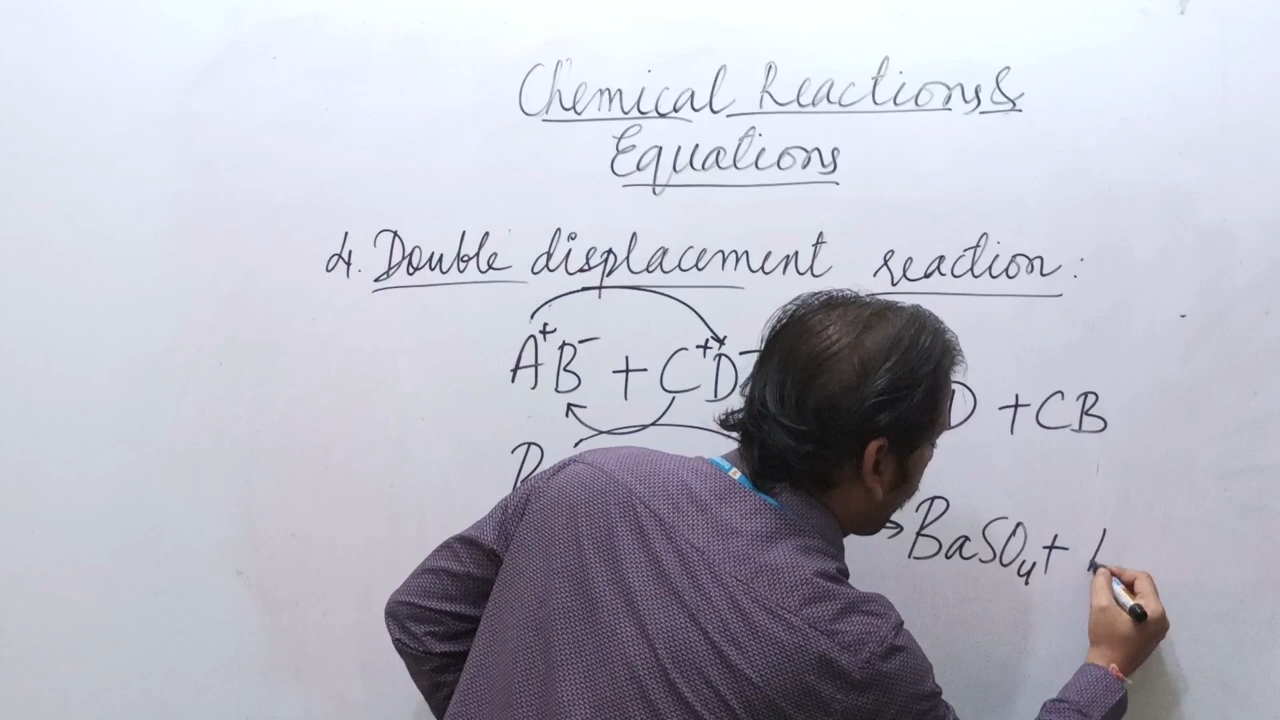 Chemical Reactions &
Equations
4. Double displacement reaction:
A⁺B⁻ + C⁺D⁻ D + CB
→ BaSO₄ +